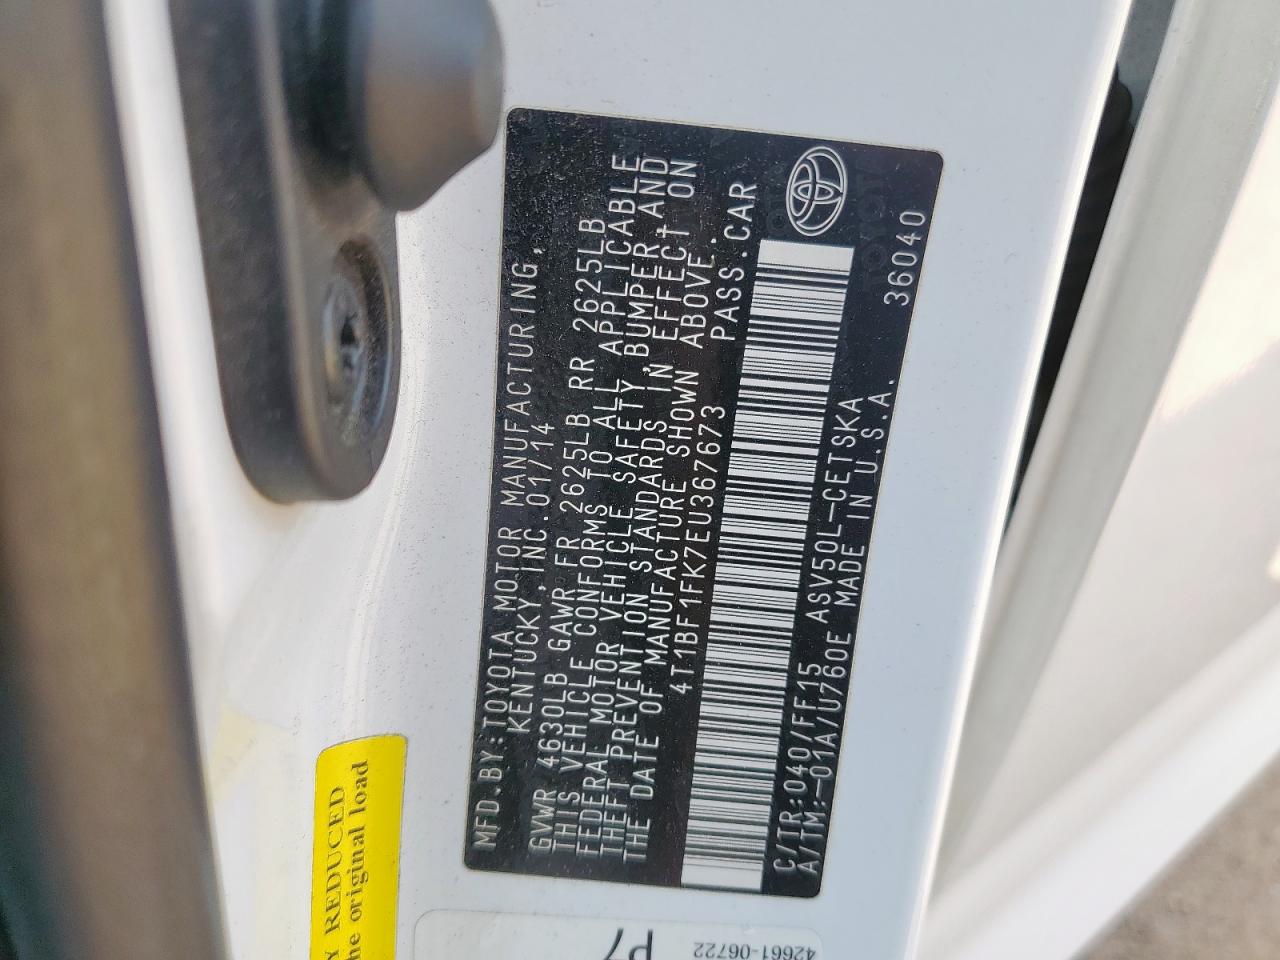 MFD.BY:TOYOTA MOTOR MANUFACTURING,
KENTUCKY,INC. 01/14
GVWR 4630LB GAWR FR 2625LB RR 2625LB
THIS VEHICLE CONFORMS TO ALL APPLICABLE
FEDERAL MOTOR VEHICLE SAFETY,BUMPER,AND
THEFT PREVENTION STANDARDS IN EFFECT ON
THE DATE OF MANUFACTURE SHOWN ABOVE.
4T1BF1FK7EU367673 PASS.CAR
C/TR:040/FF15 ASV50L-CETSKA
A/TM:-01A/U760E MADE IN U.S.A. 36040
Y REDUCED
he original load
P7
42661-06722